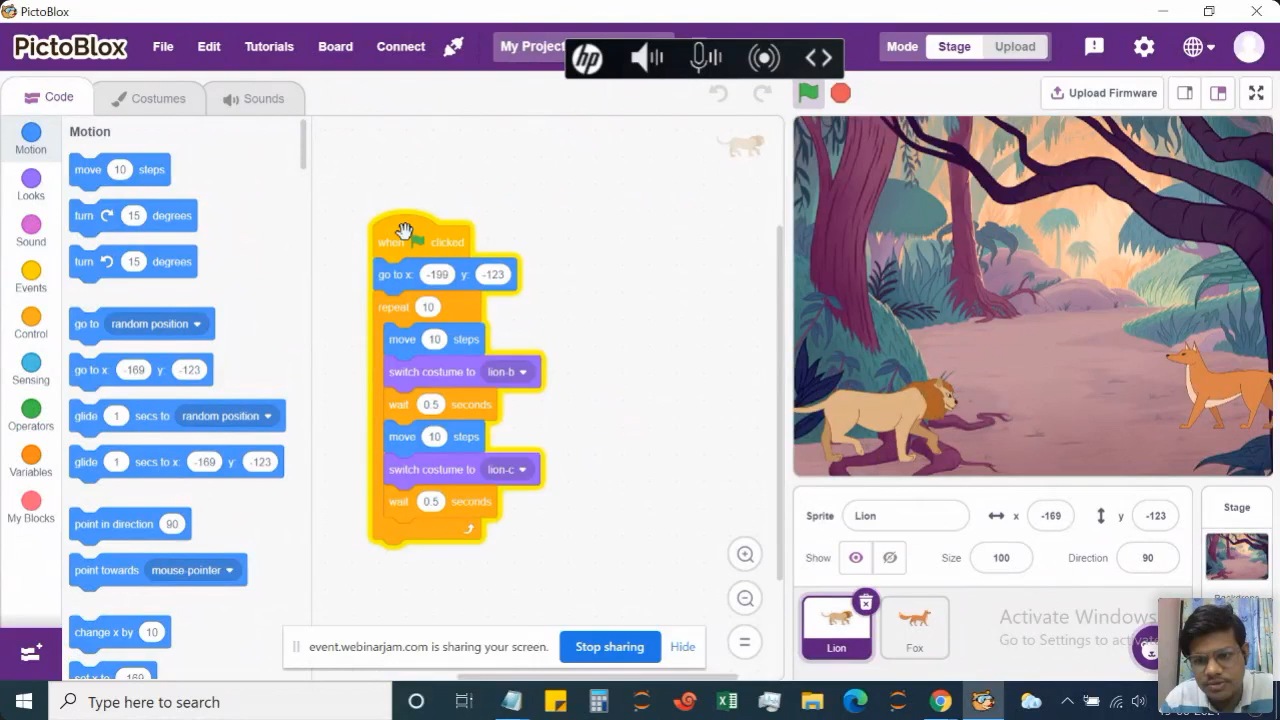 PictoBlox
PictoBlox
File
Edit
Tutorials
Board
Connect
My Project
hp
Mode
Stage
Upload
Code
Costumes
Sounds
Upload Firmware
Motion
Looks
Sound
Events
Control
Sensing
Operators
Variables
My Blocks
Motion
move 10 steps
turn 15 degrees
turn 15 degrees
go to random position
go to x: -169 y: -123
glide 1 secs to random position
glide 1 secs to x: -169 y: -123
point in direction 90
point towards mouse-pointer
change x by 10
set x to -169
when clicked
go to x: -199 y: -123
repeat 10
move 10 steps
switch costume to lion-b
wait 0.5 seconds
move 10 steps
switch costume to lion-c
wait 0.5 seconds
Sprite Lion
x -169
y -123
Show
Size 100
Direction 90
Lion
Fox
Stage
Backdrops
Activate Windows
Go to Settings to activate
event.webinarjam.com is sharing your screen.
Stop sharing
Hide
Type here to search